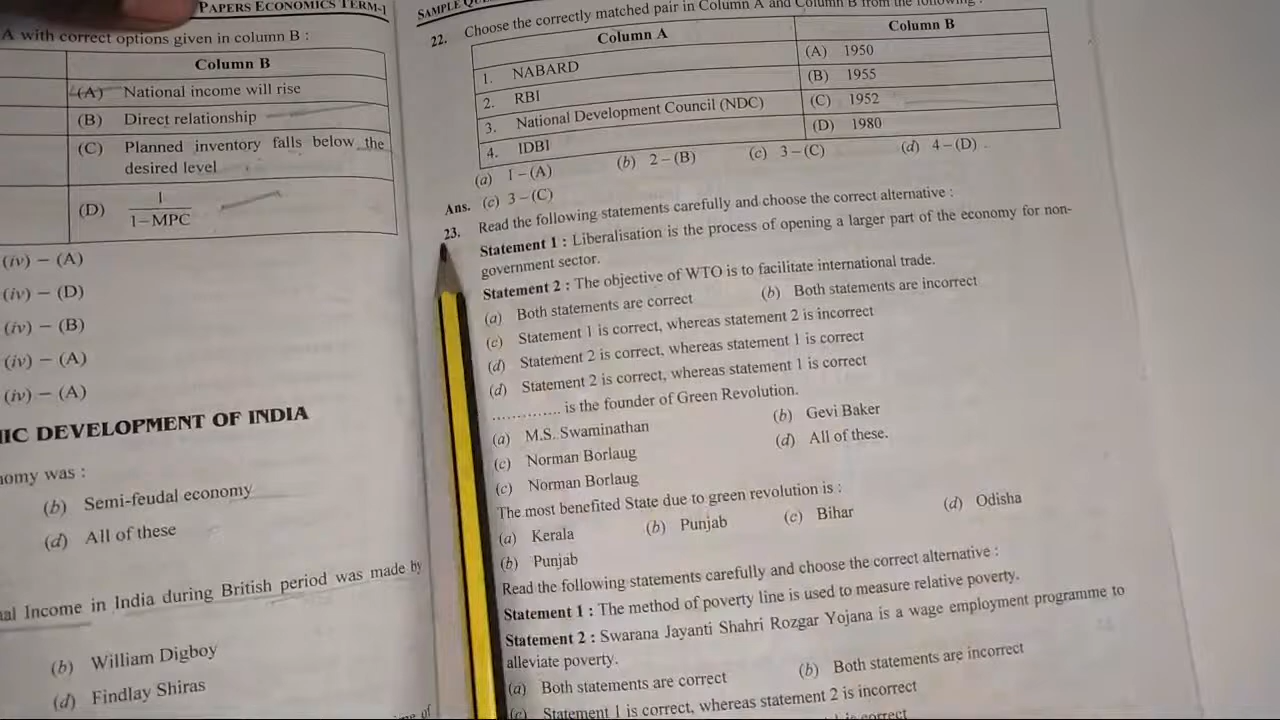 PAPERS ECONOMICS TERM-1
A with correct options given in column B :
Column B
(A) National income will rise
(B) Direct relationship
(C) Planned inventory falls below the
desired level
(D) 1
1−MPC
(iv) − (A)
(iv) − (D)
(iv) − (B)
(iv) − (A)
(iv) − (A)
IC DEVELOPMENT OF INDIA
nomy was :
(b) Semi-feudal economy
(d) All of these
al Income in India during British period was made by
(b) William Digboy
(d) Findlay Shiras
SAMPLE
22. Choose the correctly matched pair in Column A and Column B from the following :
Column A Column B
1. NABARD (A) 1950
2. RBI (B) 1955
3. National Development Council (NDC) (C) 1952
4. IDBI (D) 1980
(a) 1−(A) (b) 2−(B) (c) 3−(C) (d) 4−(D)
Ans. (c) 3−(C)
23. Read the following statements carefully and choose the correct alternative :
Statement 1 : Liberalisation is the process of opening a larger part of the economy for non-
government sector.
Statement 2 : The objective of WTO is to facilitate international trade.
(a) Both statements are correct (b) Both statements are incorrect
(c) Statement 1 is correct, whereas statement 2 is incorrect
(d) Statement 2 is correct, whereas statement 1 is correct
(d) Statement 2 is correct, whereas statement 1 is correct
.............. is the founder of Green Revolution.
(a) M.S. Swaminathan (b) Gevi Baker
(c) Norman Borlaug (d) All of these.
(c) Norman Borlaug
The most benefited State due to green revolution is :
(a) Kerala (b) Punjab (c) Bihar (d) Odisha
(b) Punjab
Read the following statements carefully and choose the correct alternative :
Statement 1 : The method of poverty line is used to measure relative poverty.
Statement 2 : Swarana Jayanti Shahri Rozgar Yojana is a wage employment programme to
alleviate poverty.
(a) Both statements are correct (b) Both statements are incorrect
(c) Statement 1 is correct, whereas statement 2 is incorrect